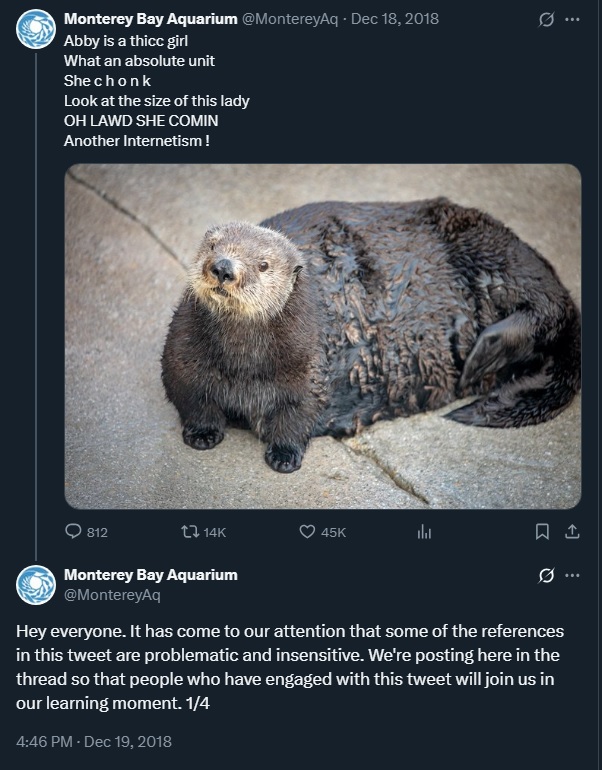 Monterey Bay Aquarium @MontereyAq · Dec 18, 2018
Abby is a thicc girl
What an absolute unit
She c h o n k
Look at the size of this lady
OH LAWD SHE COMIN
Another Internetism !
812 14K 45K
Monterey Bay Aquarium
@MontereyAq
Hey everyone. It has come to our attention that some of the references
in this tweet are problematic and insensitive. We're posting here in the
thread so that people who have engaged with this tweet will join us in
our learning moment. 1/4
4:46 PM · Dec 19, 2018